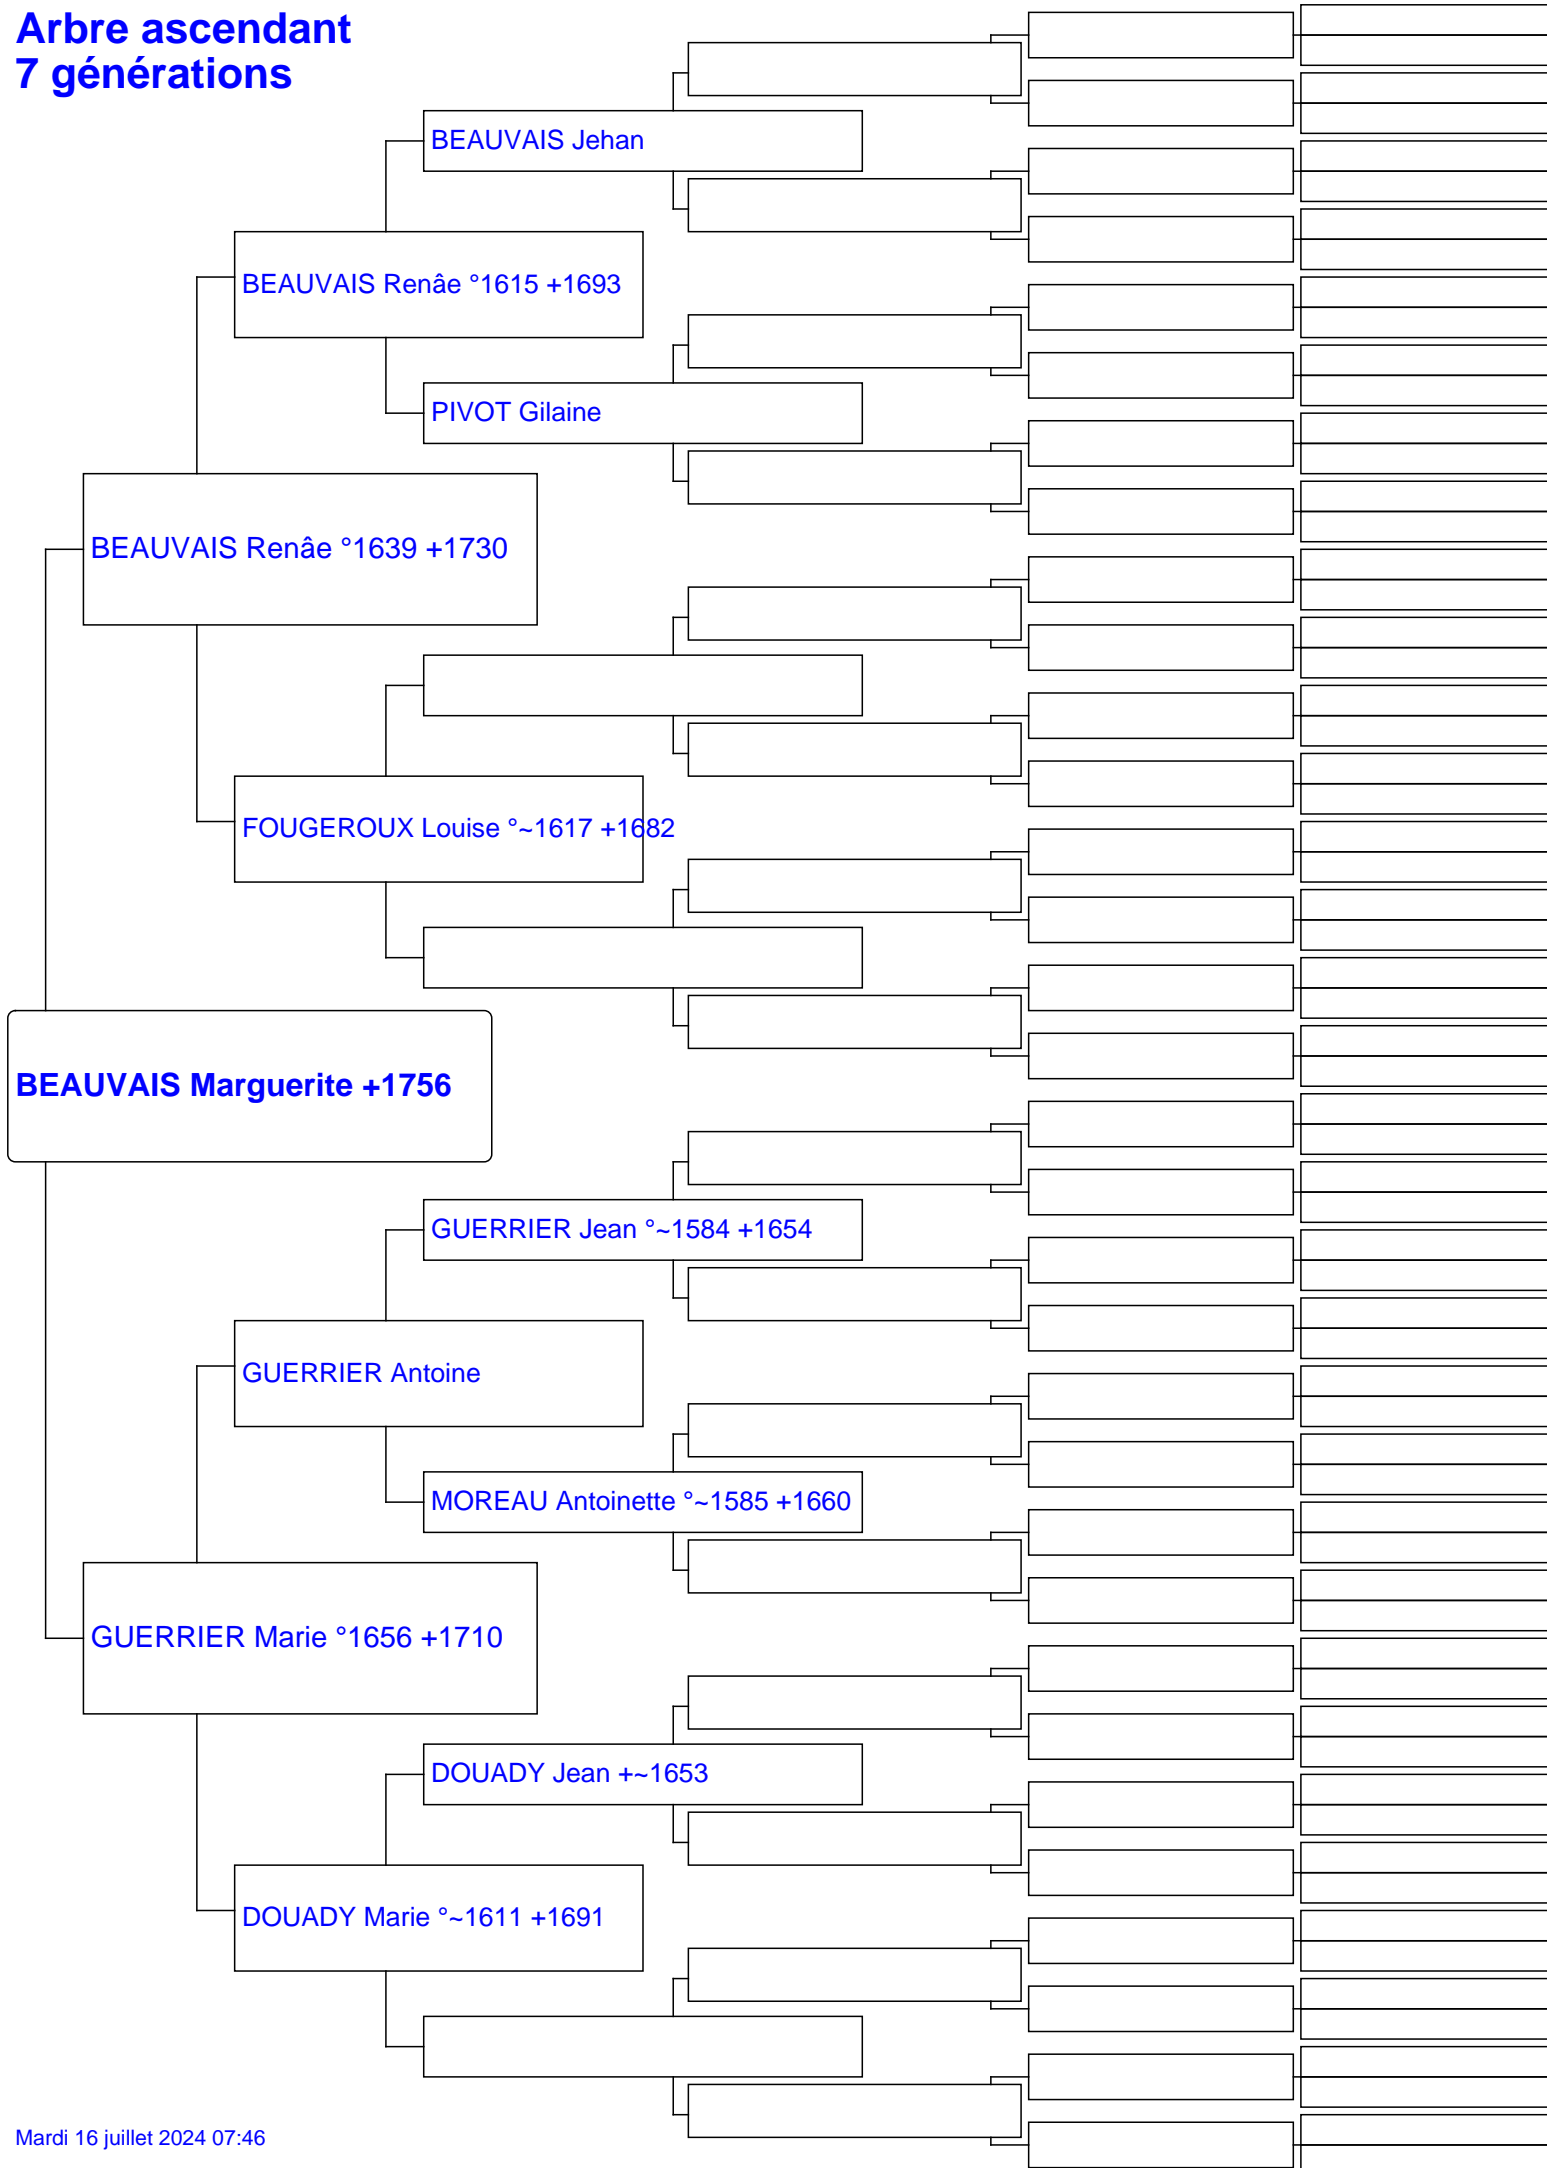 Arbre ascendant
7 générations
BEAUVAIS Jehan
BEAUVAIS Renâe °1615 +1693
PIVOT Gilaine
BEAUVAIS Renâe °1639 +1730
FOUGEROUX Louise °~1617 +1682
BEAUVAIS Marguerite +1756
GUERRIER Jean °~1584 +1654
GUERRIER Antoine
MOREAU Antoinette °~1585 +1660
GUERRIER Marie °1656 +1710
DOUADY Jean +~1653
DOUADY Marie °~1611 +1691
Mardi 16 juillet 2024 07:46